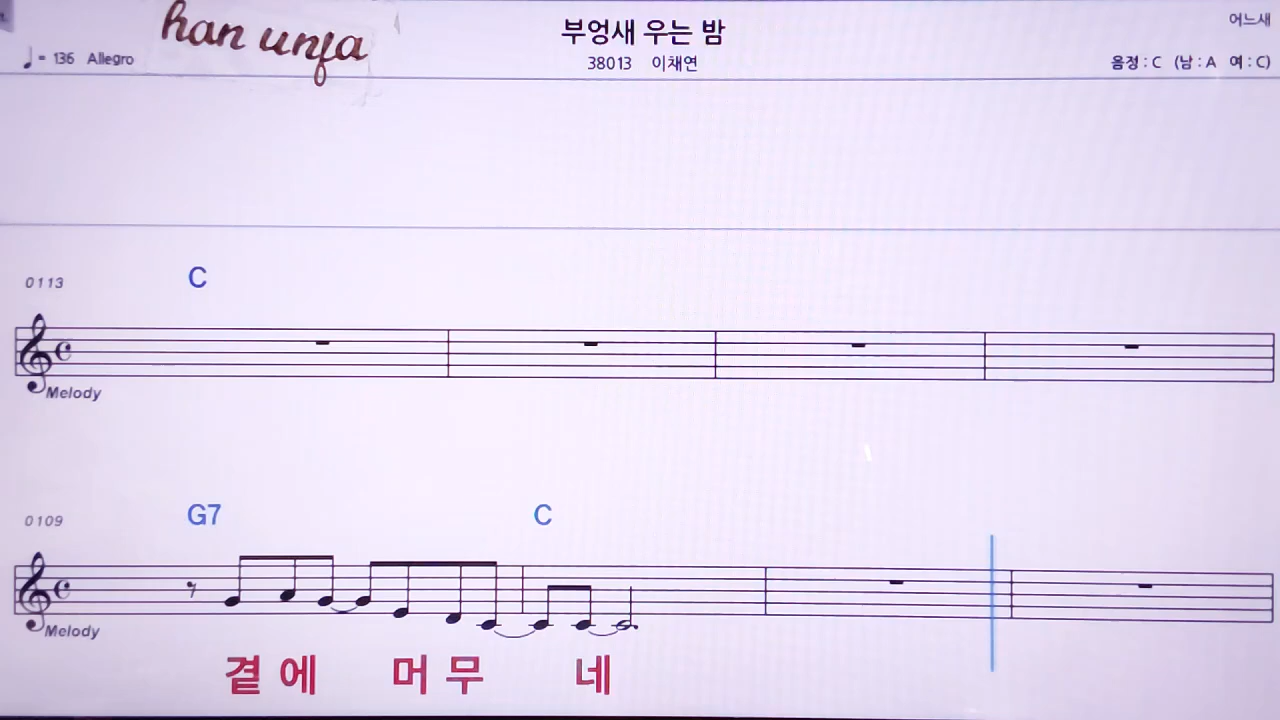 han unja
부엉새 우는 밤
어느새
♩ = 136 Allegro
38013 이채연
음정 : C (남 : A 여 : C)
0113
C
Melody
0109
G7 C
Melody
곁에 머무 네